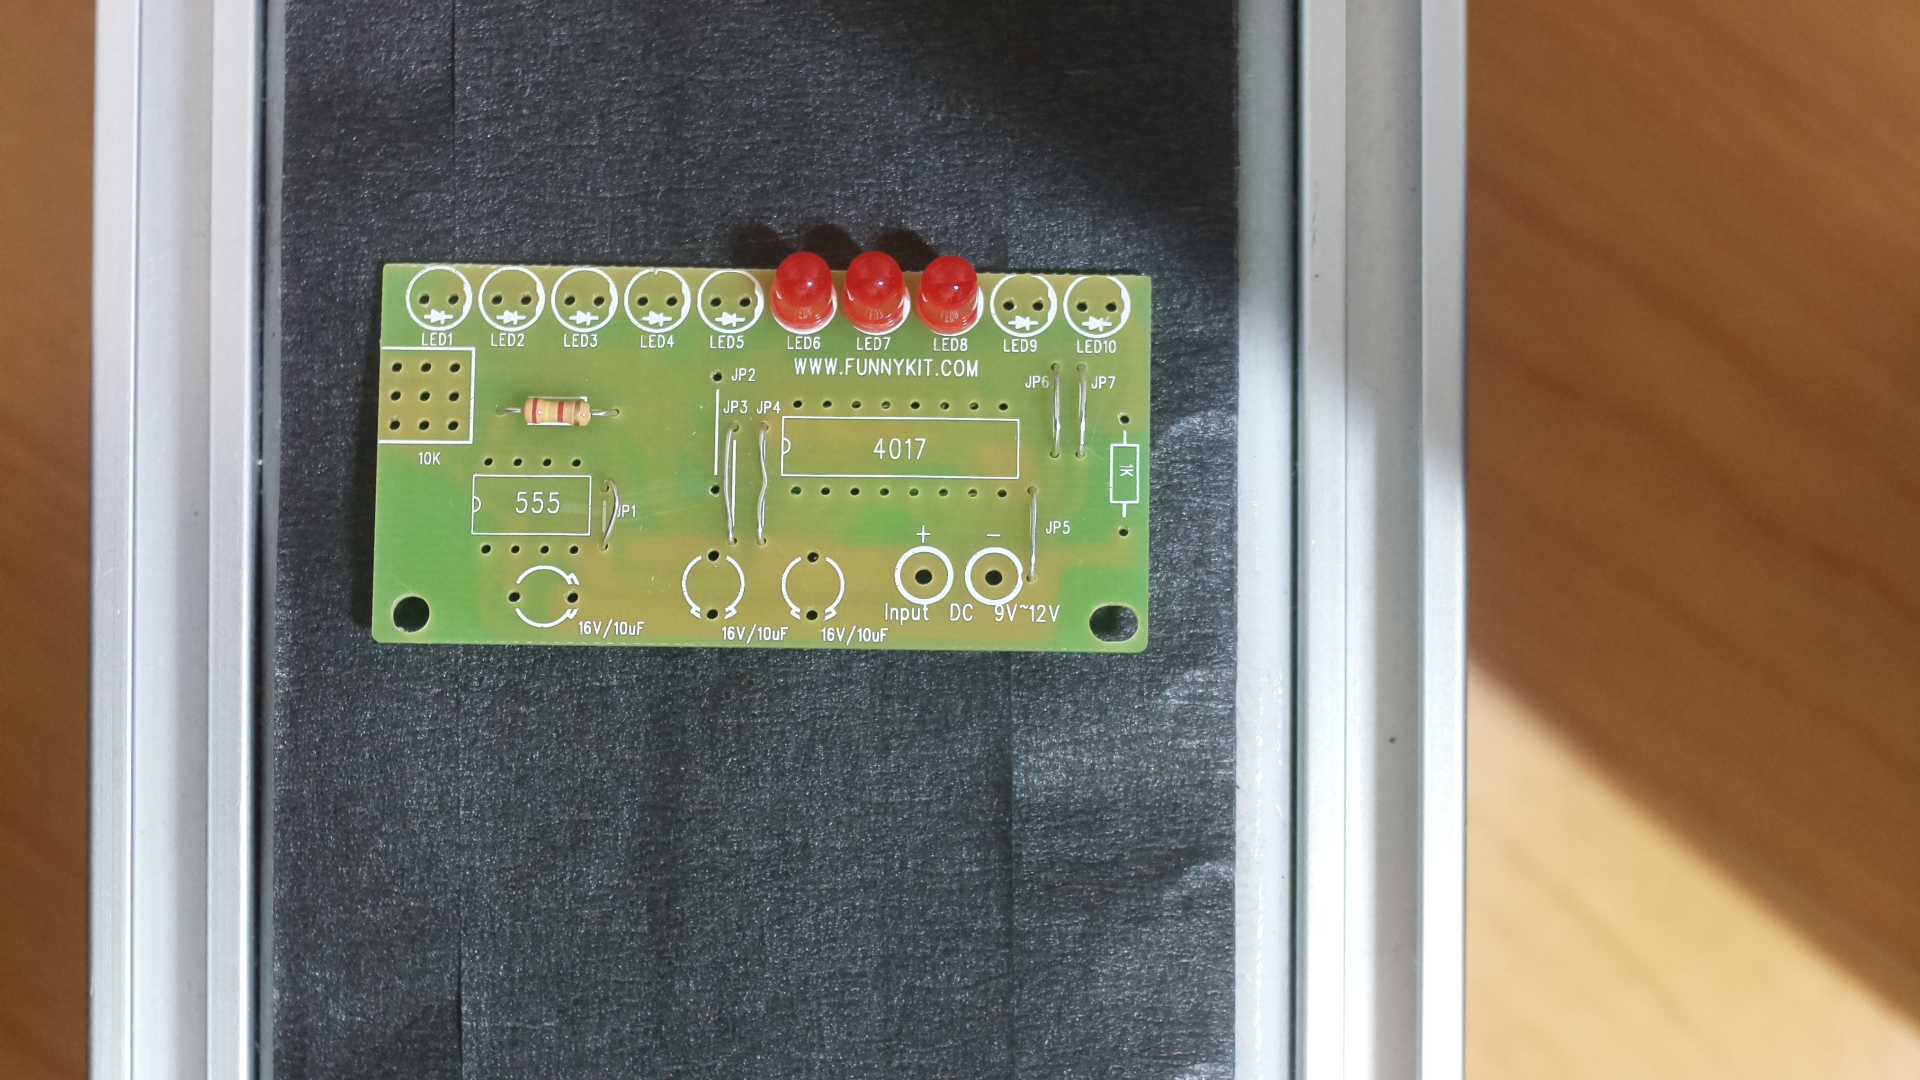 LED1 LED2 LED3 LED4 LED5 LED6 LED7 LED8 LED9 LED10
WWW.FUNNYKIT.COM
JP2 JP6 JP7
JP3 JP4
10K
4017
1K
555
JP1
JP5
+ −
Input DC 9V~12V
16V/10uF 16V/10uF 16V/10uF